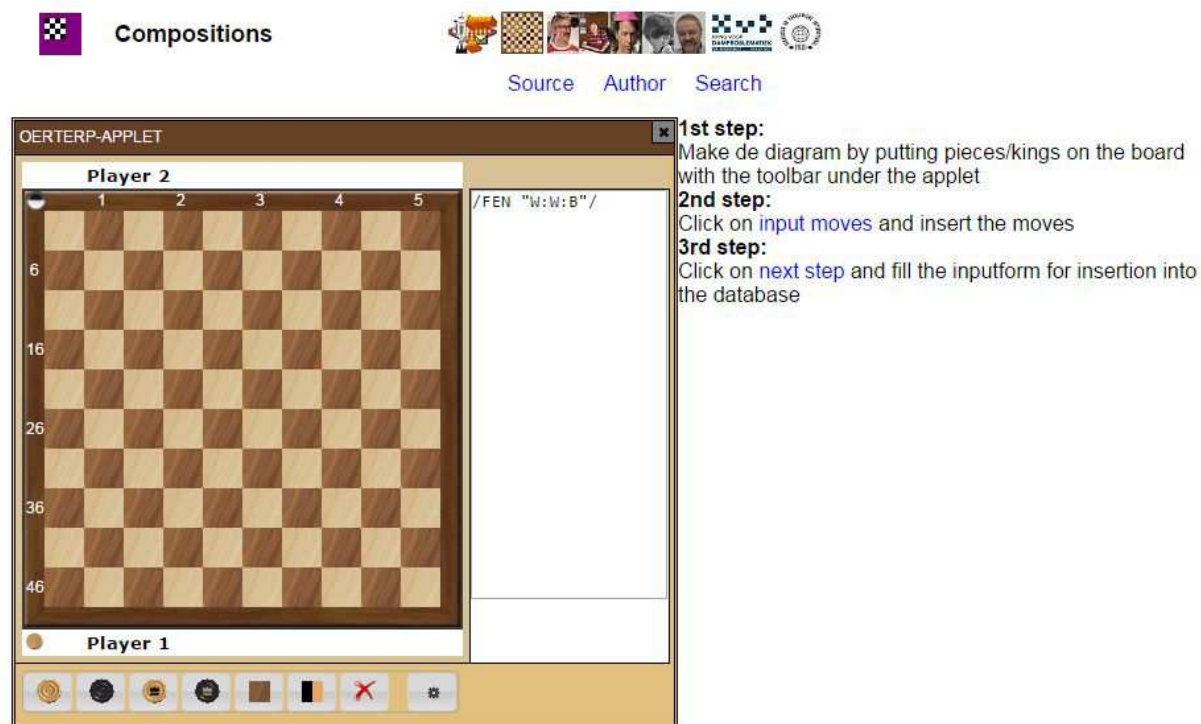 Compositions
KRING VOOR
DAMPROBLEMATIEK
Source Author Search
OERTERP-APPLET
Player 2
1 2 3 4 5
6
16
26
36
46
/FEN "W:W:B"/
Player 1
1st step:
Make de diagram by putting pieces/kings on the board
with the toolbar under the applet
2nd step:
Click on input moves and insert the moves
3rd step:
Click on next step and fill the inputform for insertion into
the database